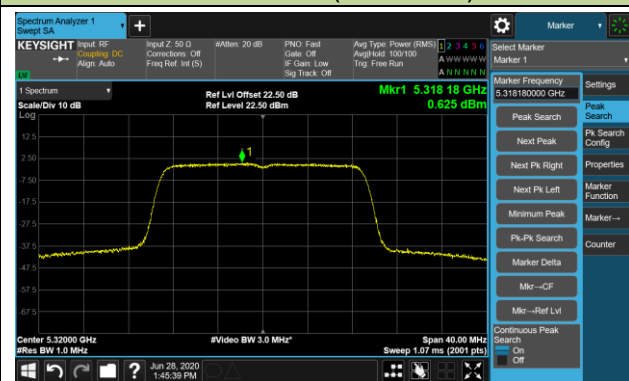 Spectrum Analyzer 1
Swept SA
Marker
KEYSIGHT Input: RF
Coupling: DC
Align: Auto
Input Z: 50 Ω
Corrections: Off
Freq Ref: Int (S)
#Atten: 20 dB
PNO: Fast
Gate: Off
IF Gain: Low
Sig Track: Off
Avg Type: Power (RMS)
Avg|Hold: 100/100
Trig: Free Run
1 2 3 4 5 6
A W W W W W
A N N N N N
Select Marker
Marker 1
1 Spectrum
Scale/Div 10 dB
Log
Ref Lvl Offset 22.50 dB
Ref Level 22.50 dBm
Mkr1 5.318 18 GHz
0.625 dBm
12.5
2.50
-7.50
-17.5
-27.5
-37.5
-47.5
-57.5
-67.5
1
Center 5.32000 GHz
#Res BW 1.0 MHz
#Video BW 3.0 MHz*
Span 40.00 MHz
Sweep 1.07 ms (2001 pts)
Marker Frequency
5.318180000 GHz
Peak Search
Next Peak
Next Pk Right
Next Pk Left
Minimum Peak
Pk-Pk Search
Marker Delta
Mkr→CF
Mkr→Ref Lvl
Continuous Peak
Search
On
Off
Settings
Peak
Search
Pk Search
Config
Properties
Marker
Function
Marker→
Counter
Jun 28, 2020
1:45:39 PM